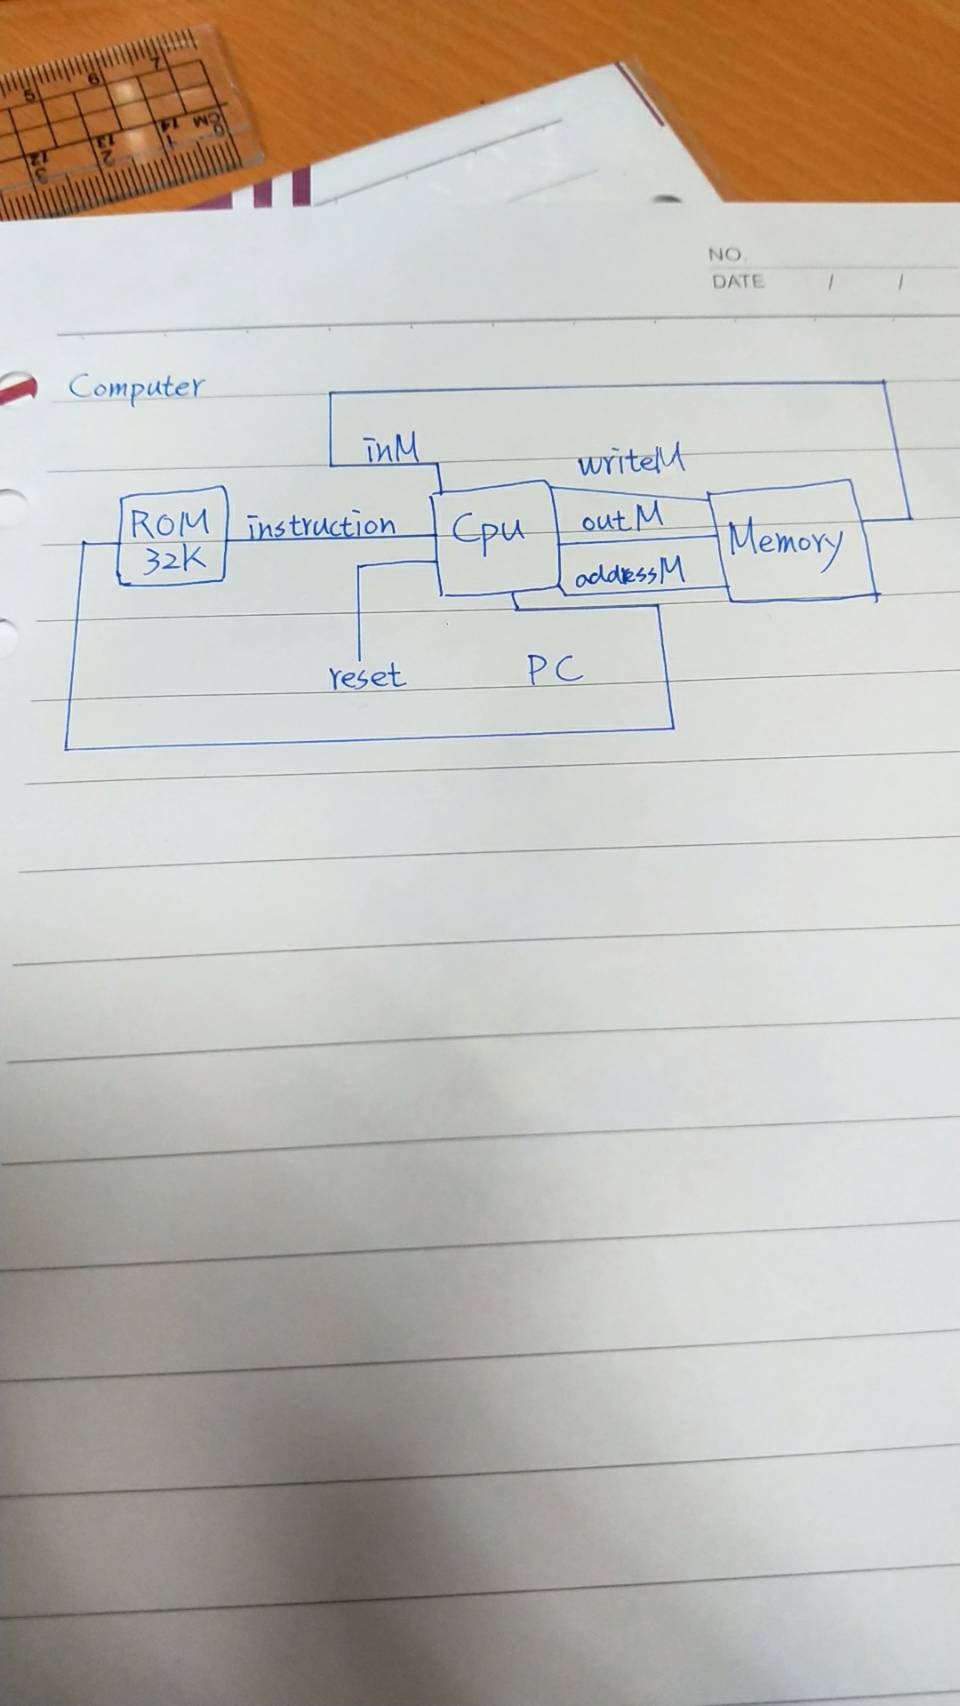 5 6 7
CM 14 13 12
0 1 2 3
NO.
DATE / /
Computer
inM
writeM
ROM
32K
instruction
Cpu
outM
addressM
Memory
reset
PC